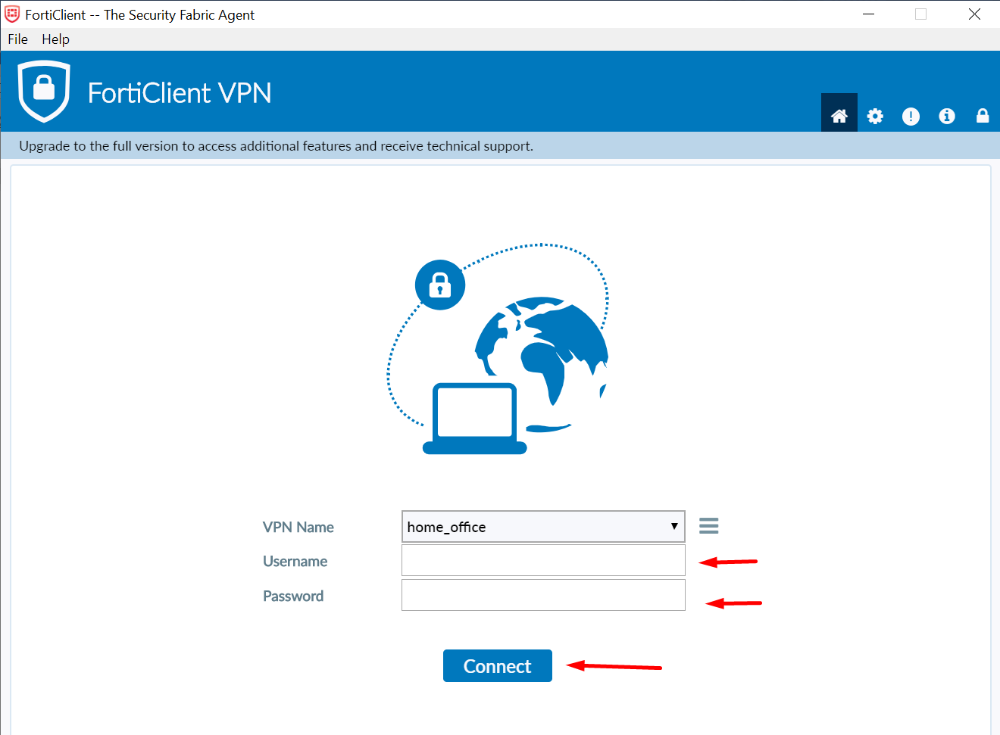 FortiClient -- The Security Fabric Agent
File Help
FortiClient VPN
Upgrade to the full version to access additional features and receive technical support.
VPN Name home_office
Username
Password
Connect